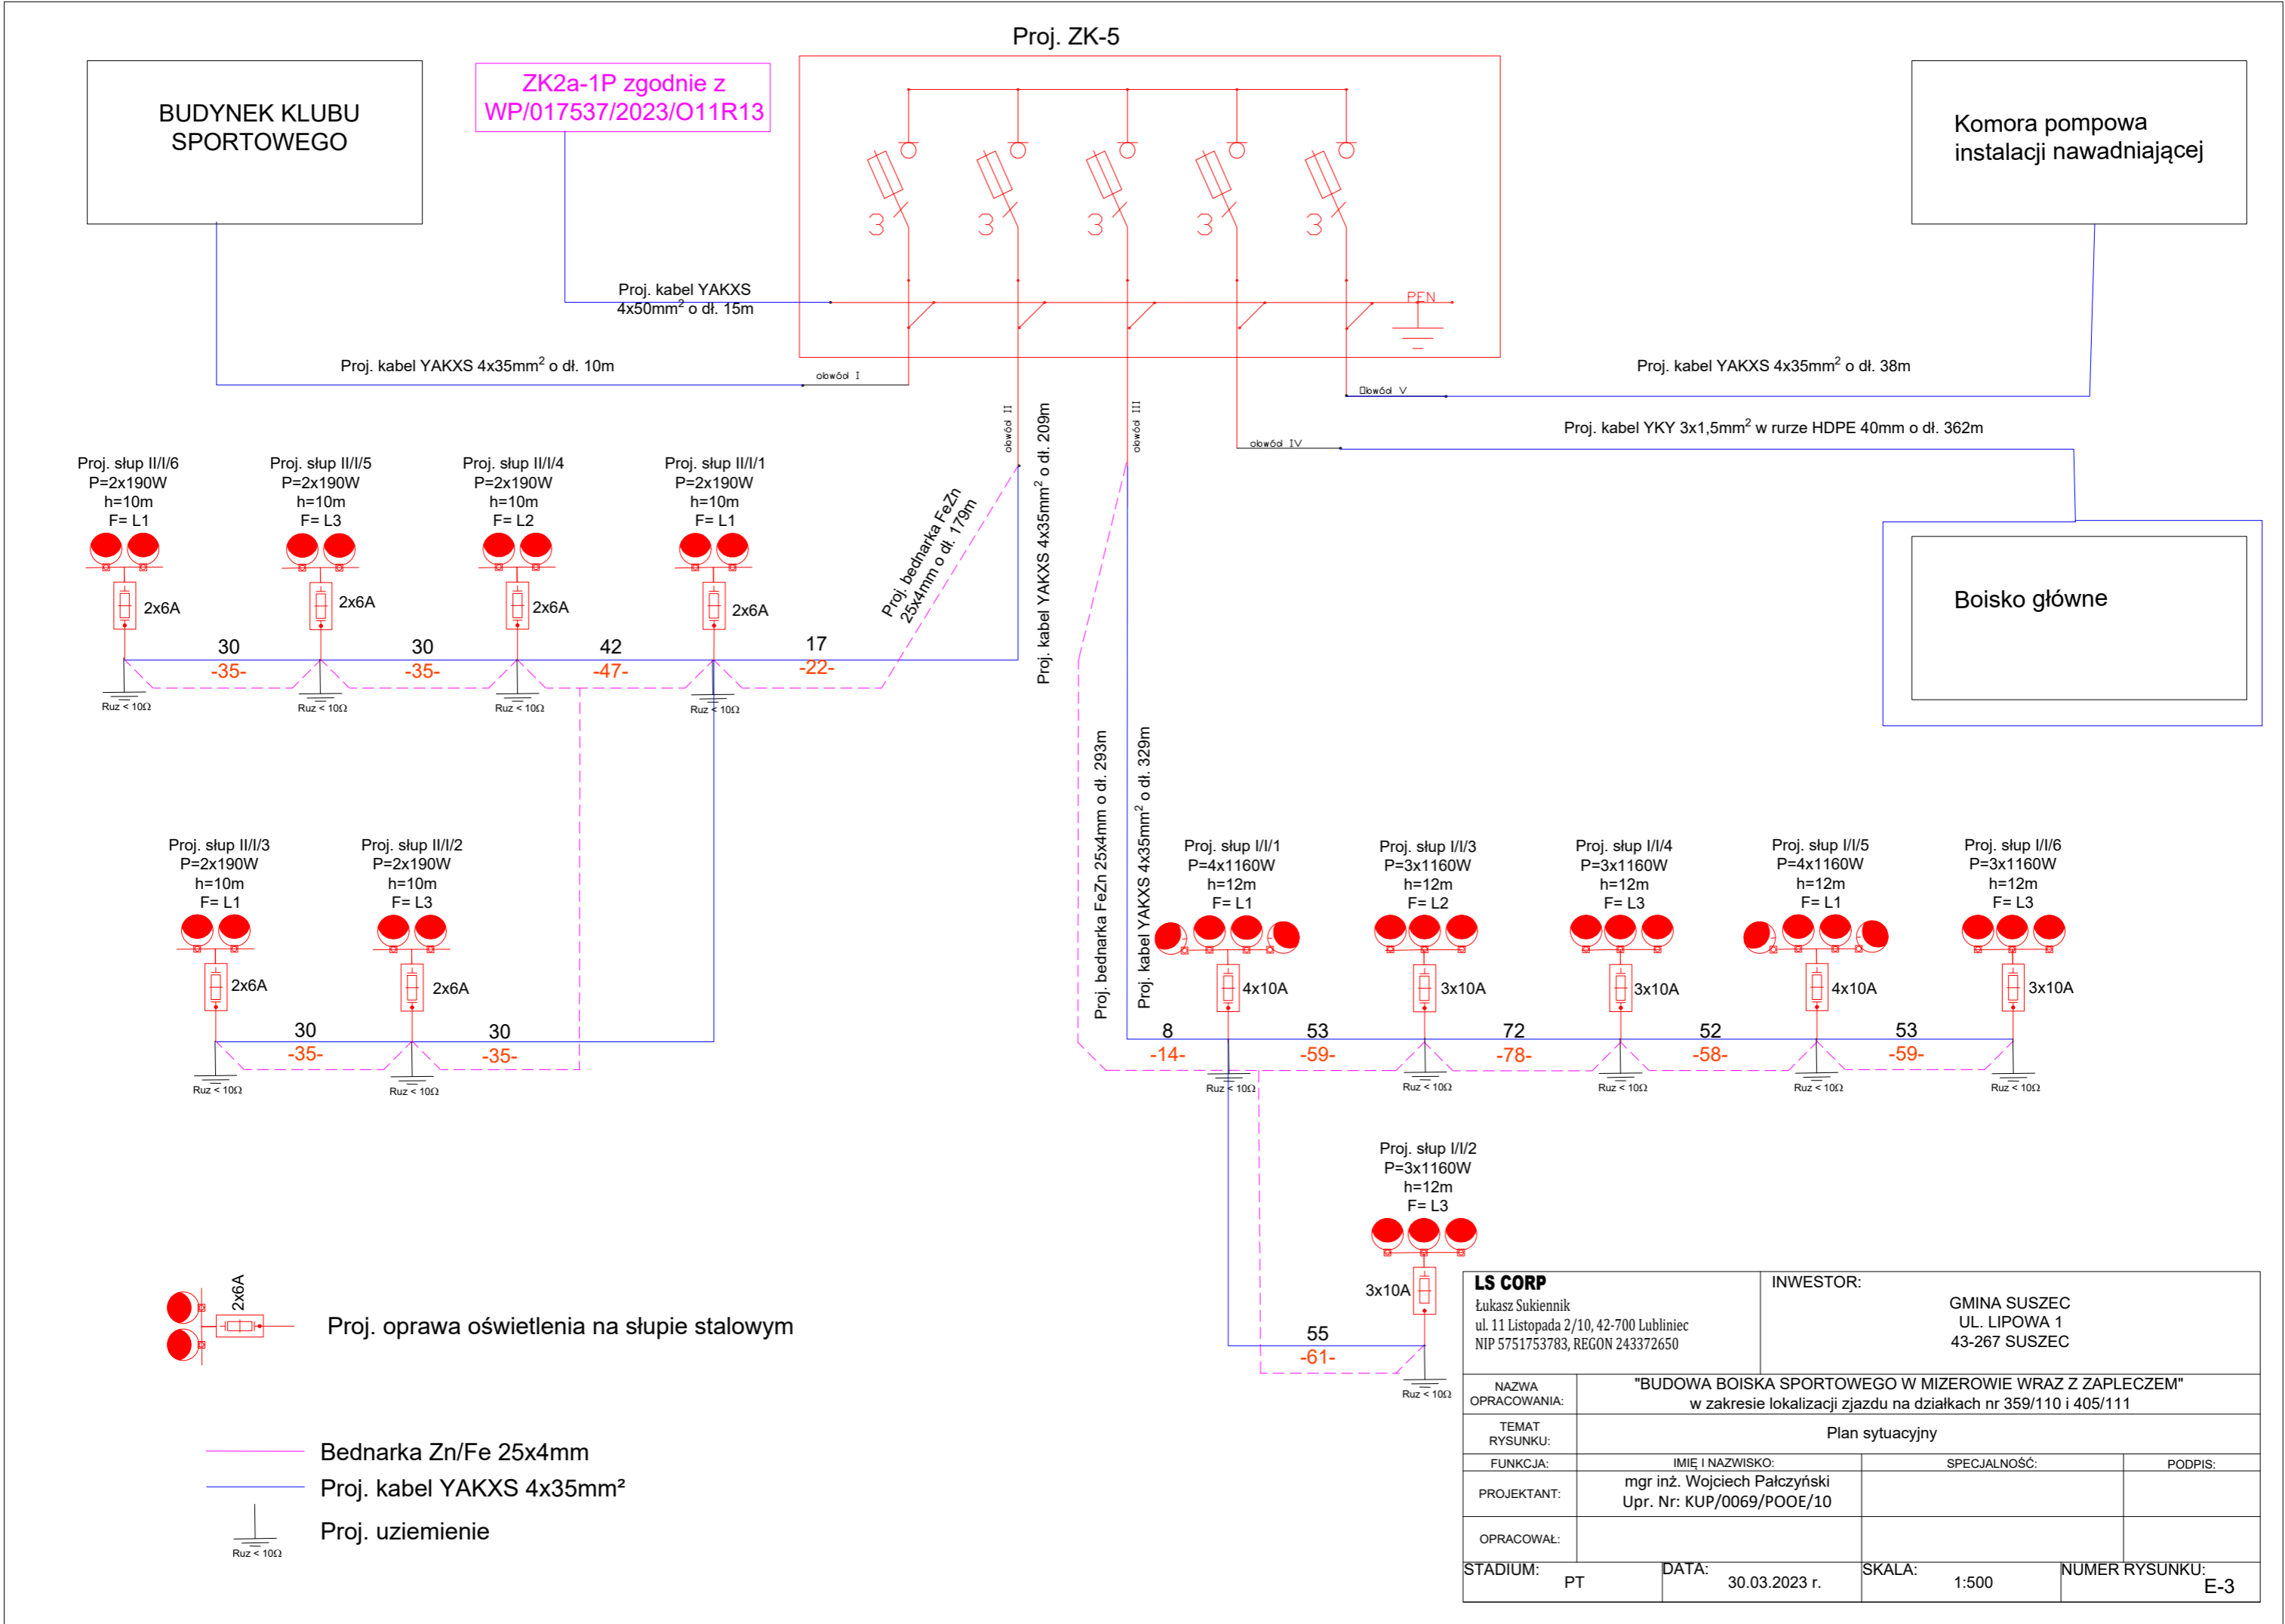 Proj. ZK-5
BUDYNEK KLUBU
SPORTOWEGO
ZK2a-1P zgodnie z
WP/017537/2023/O11R13
Komora pompowa
instalacji nawadniającej
3
3
3
3
3
PEN
Proj. kabel YAKXS
4x50mm² o dł. 15m
Proj. kabel YAKXS 4x35mm² o dł. 10m
obwód I
Proj. kabel YAKXS 4x35mm² o dł. 38m
Obwód V
obwód II
obwód III
obwód IV
Proj. kabel YKY 3x1,5mm² w rurze HDPE 40mm o dł. 362m
Proj. kabel YAKXS 4x35mm² o dł. 209m
Proj. bednarka FeZn
25x4mm o dł. 179m
Boisko główne
Proj. słup II/I/6
P=2x190W
h=10m
F= L1
2x6A
Proj. słup II/I/5
P=2x190W
h=10m
F= L3
2x6A
Proj. słup II/I/4
P=2x190W
h=10m
F= L2
2x6A
Proj. słup II/I/1
P=2x190W
h=10m
F= L1
2x6A
30
-35-
30
-35-
42
-47-
17
-22-
Ruz < 10Ω
Ruz < 10Ω
Ruz < 10Ω
Ruz < 10Ω
Proj. bednarka FeZn 25x4mm o dł. 293m
Proj. kabel YAKXS 4x35mm² o dł. 329m
Proj. słup II/I/3
P=2x190W
h=10m
F= L1
2x6A
Proj. słup II/I/2
P=2x190W
h=10m
F= L3
2x6A
30
-35-
30
-35-
Ruz < 10Ω
Ruz < 10Ω
Proj. słup I/I/1
P=4x1160W
h=12m
F= L1
4x10A
Proj. słup I/I/3
P=3x1160W
h=12m
F= L2
3x10A
Proj. słup I/I/4
P=3x1160W
h=12m
F= L3
3x10A
Proj. słup I/I/5
P=4x1160W
h=12m
F= L1
4x10A
Proj. słup I/I/6
P=3x1160W
h=12m
F= L3
3x10A
8
-14-
53
-59-
72
-78-
52
-58-
53
-59-
Ruz < 10Ω
Ruz < 10Ω
Ruz < 10Ω
Ruz < 10Ω
Ruz < 10Ω
Proj. słup I/I/2
P=3x1160W
h=12m
F= L3
3x10A
55
-61-
Ruz < 10Ω
2x6A
Proj. oprawa oświetlenia na słupie stalowym
Bednarka Zn/Fe 25x4mm
Proj. kabel YAKXS 4x35mm²
Proj. uziemienie
Ruz < 10Ω
LS CORP
Łukasz Sukiennik
ul. 11 Listopada 2/10, 42-700 Lubliniec
NIP 5751753783, REGON 243372650
INWESTOR:
GMINA SUSZEC
UL. LIPOWA 1
43-267 SUSZEC
NAZWA
OPRACOWANIA:
"BUDOWA BOISKA SPORTOWEGO W MIZEROWIE WRAZ Z ZAPLECZEM"
w zakresie lokalizacji zjazdu na działkach nr 359/110 i 405/111
TEMAT
RYSUNKU:
Plan sytuacyjny
FUNKCJA:
IMIĘ I NAZWISKO:
SPECJALNOŚĆ:
PODPIS:
PROJEKTANT:
mgr inż. Wojciech Pałczyński
Upr. Nr: KUP/0069/POOE/10
OPRACOWAŁ:
STADIUM:
PT
DATA:
30.03.2023 r.
SKALA:
1:500
NUMER RYSUNKU:
E-3